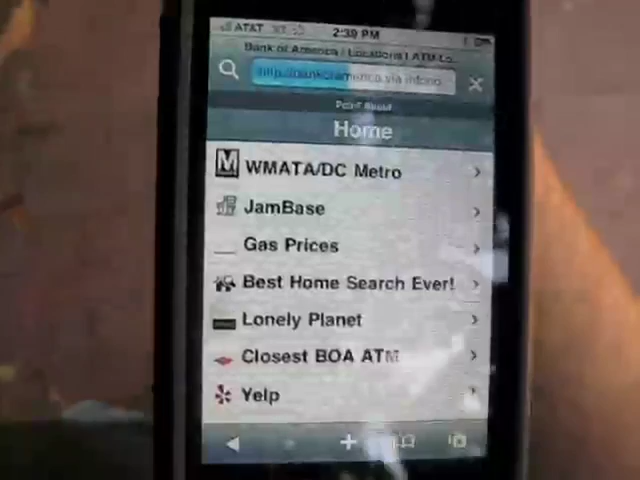 AT&T 2:39 PM
Bank of America | Locations | ATM Lo...
Home
M WMATA/DC Metro
JamBase
Gas Prices
Best Home Search Ever!
Lonely Planet
Closest BOA ATM
Yelp